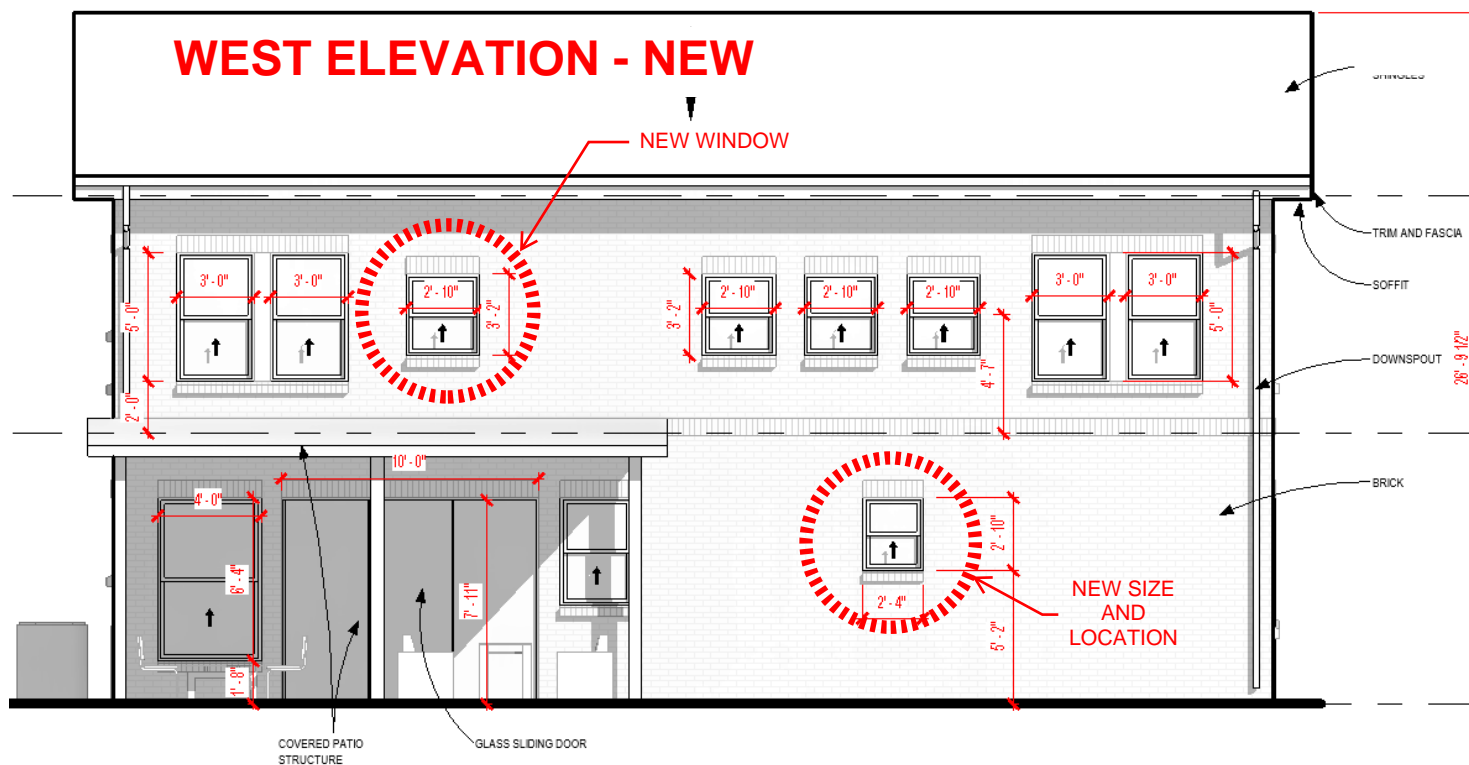 WEST ELEVATION - NEW
SHINGLES
NEW WINDOW
TRIM AND FASCIA
SOFFIT
DOWNSPOUT
26' - 9 1/2"
3' - 0"
3' - 0"
5' - 0"
2' - 0"
2' - 10"
3' - 2"
3' - 2"
2' - 10"
2' - 10"
2' - 10"
4' - 7"
3' - 0"
3' - 0"
5' - 0"
10' - 0"
4' - 0"
6' - 4"
1' - 8"
7' - 11"
2' - 10"
2' - 4"
5' - 2"
BRICK
NEW SIZE
AND
LOCATION
COVERED PATIO
STRUCTURE
GLASS SLIDING DOOR